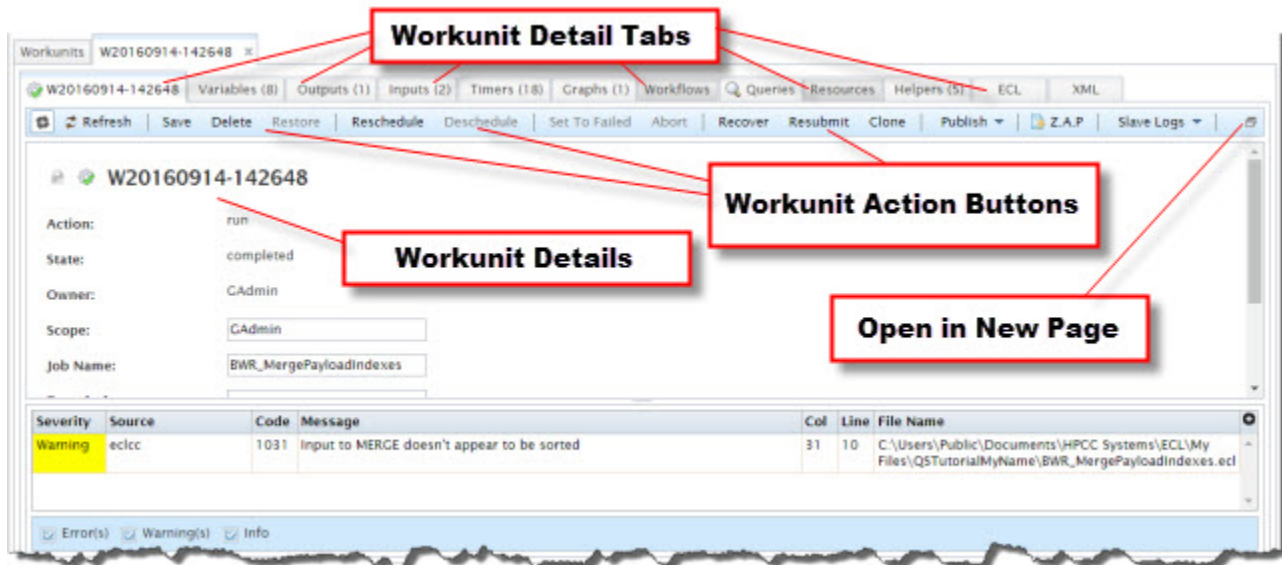 Workunit Detail Tabs
Workunits W20160914-142648 ×
W20160914-142648 Variables (8) Outputs (1) Inputs (2) Timers (18) Graphs (1) Workflows Queries Resources Helpers (5) ECL XML
Refresh Save Delete Restore Reschedule Deschedule Set To Failed Abort Recover Resubmit Clone Publish Z.A.P Slave Logs
W20160914-142648
Workunit Action Buttons
Action: run
Workunit Details
State: completed
Owner: GAdmin
Open in New Page
Scope: GAdmin
Job Name: BWR_MergePayloadIndexes
Severity Source Code Message Col Line File Name
Warning eclcc 1031 Input to MERGE doesn't appear to be sorted 31 10 C:\Users\Public\Documents\HPCC Systems\ECL\My
Files\QSTutorialMyName\BWR_MergePayloadIndexes.ecl
Error(s) Warning(s) Info